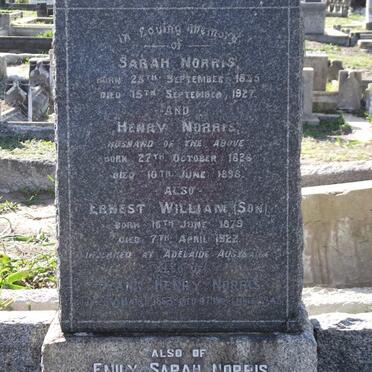 In Loving Memory
of
SARAH NORRIS,
BORN 28TH SEPTEMBER 1835
DIED 15TH SEPTEMBER, 1927.
AND
HENRY NORRIS,
HUSBAND OF THE ABOVE
BORN 27TH OCTOBER 1826
DIED 10TH JUNE 1898.
ALSO
ERNEST WILLIAM (SON)
BORN 16TH JUNE 1879
DIED 7TH APRIL 1922
INTERRED AT ADELAIDE AUSTRALIA
HENRY NORRIS
ALSO OF
EMILY SARAH NORRIS